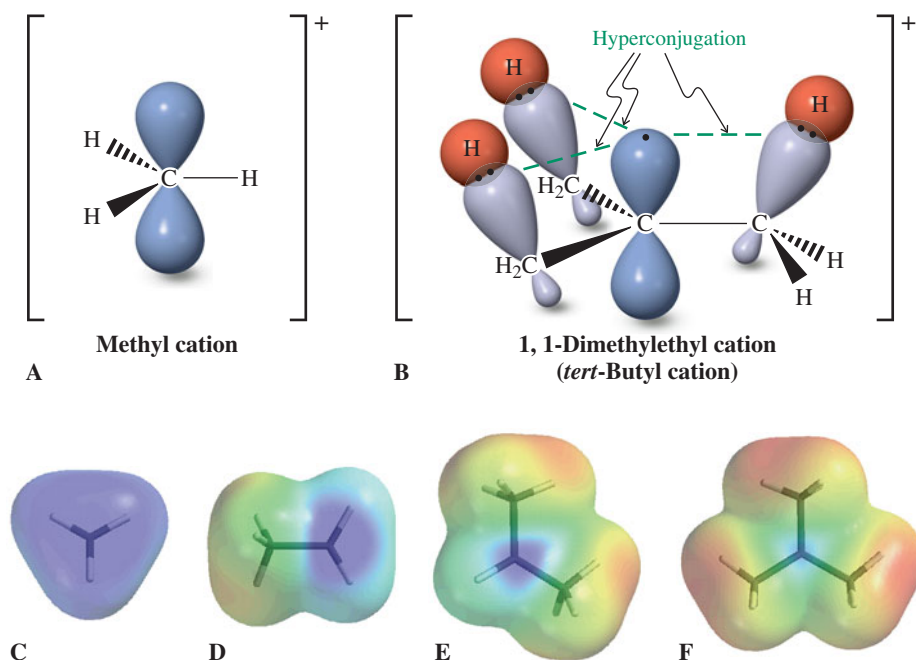 +
H
H
C
H
Methyl cation
A
+
Hyperconjugation
H
H
H
H₂C
C
C
H₂C
H
H
1, 1-Dimethylethyl cation
(tert-Butyl cation)
B
C
D
E
F